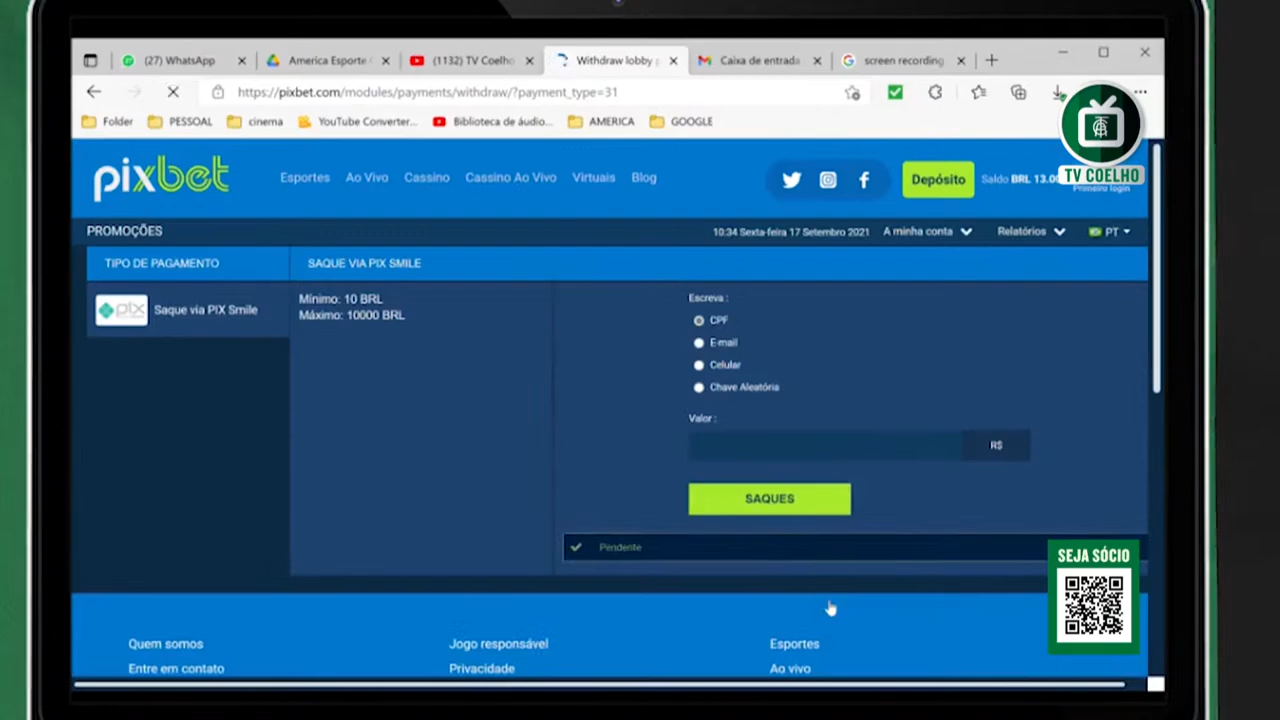 (27) WhatsApp
America Esporte
(1132) TV Coelho
Withdraw lobby
Caixa de entrada
screen recording
https://pixbet.com/modules/payments/withdraw/?payment_type=31
Folder
PESSOAL
cinema
YouTube Converter...
Biblioteca de áudio...
AMERICA
GOOGLE
TV COELHO
pixbet
Esportes
Ao Vivo
Cassino
Cassino Ao Vivo
Virtuais
Blog
Depósito
Saldo BRL 13.00
Primeiro login
PROMOÇÕES
10:34 Sexta-feira 17 Setembro 2021
A minha conta
Relatórios
PT
TIPO DE PAGAMENTO
SAQUE VIA PIX SMILE
pix
Saque via PIX Smile
Mínimo: 10 BRL
Máximo: 10000 BRL
Escreva :
CPF
E-mail
Celular
Chave Aleatória
Valor :
R$
SAQUES
Pendente
SEJA SÓCIO
Quem somos
Jogo responsável
Esportes
Entre em contato
Privacidade
Ao vivo